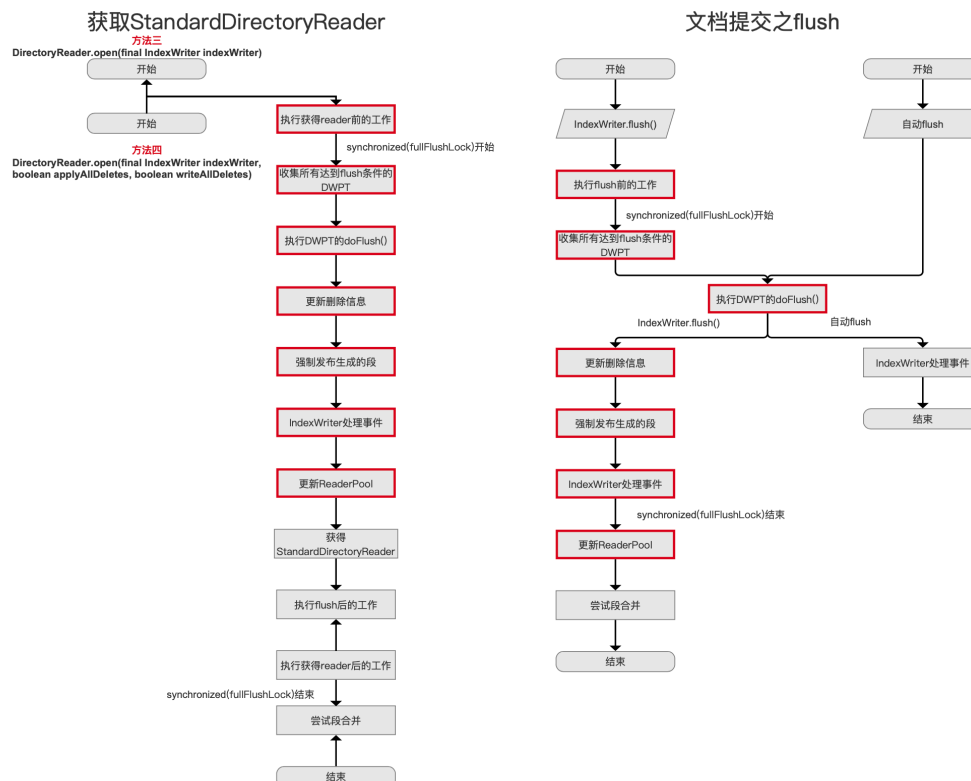 获取StandardDirectoryReader
方法三
DirectoryReader.open(final IndexWriter indexWriter)
开始
开始
方法四
DirectoryReader.open(final IndexWriter indexWriter,
boolean applyAllDeletes, boolean writeAllDeletes)
执行获得reader前的工作
synchronized(fullFlushLock)开始
收集所有达到flush条件的
DWPT
执行DWPT的doFlush()
更新删除信息
强制发布生成的段
IndexWriter处理事件
更新ReaderPool
获得
StandardDirectoryReader
执行flush后的工作
执行获得reader后的工作
synchronized(fullFlushLock)结束
尝试段合并
结束
文档提交之flush
开始
IndexWriter.flush()
执行flush前的工作
synchronized(fullFlushLock)开始
收集所有达到flush条件的
DWPT
开始
自动flush
执行DWPT的doFlush()
IndexWriter.flush()
自动flush
更新删除信息
强制发布生成的段
IndexWriter处理事件
synchronized(fullFlushLock)结束
更新ReaderPool
尝试段合并
结束
IndexWriter处理事件
结束